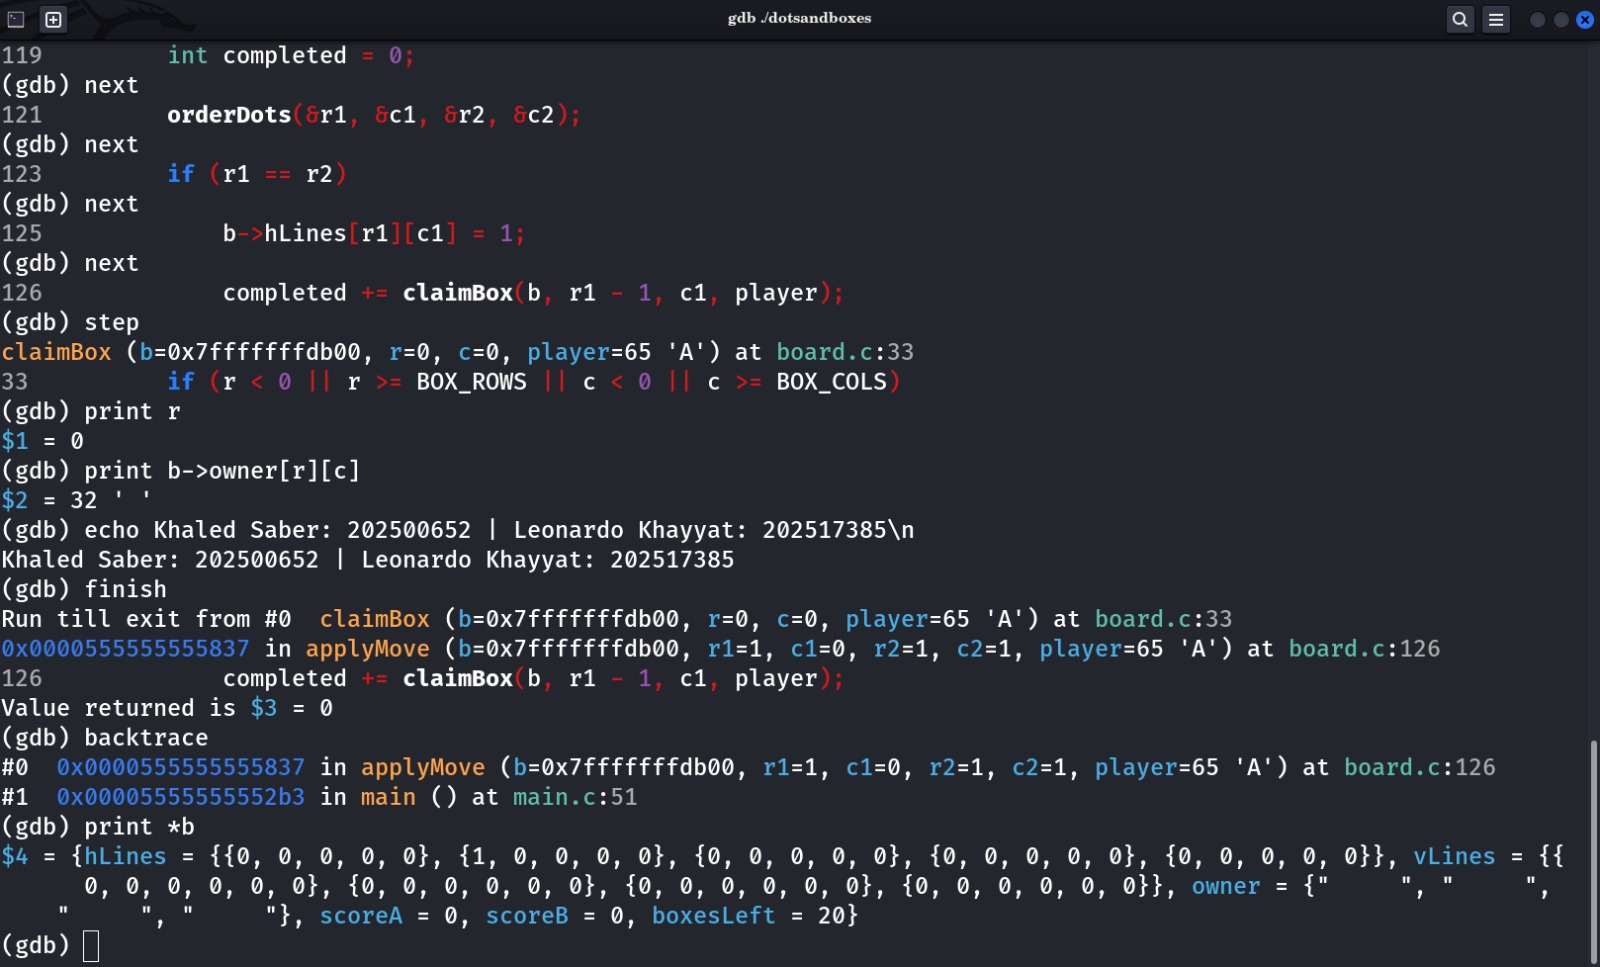 gdb ./dotsandboxes
119         int completed = 0;
(gdb) next
121         orderDots(&r1, &c1, &r2, &c2);
(gdb) next
123         if (r1 == r2)
(gdb) next
125             b->hLines[r1][c1] = 1;
(gdb) next
126             completed += claimBox(b, r1 - 1, c1, player);
(gdb) step
claimBox (b=0x7fffffffdb00, r=0, c=0, player=65 'A') at board.c:33
33          if (r < 0 || r >= BOX_ROWS || c < 0 || c >= BOX_COLS)
(gdb) print r
$1 = 0
(gdb) print b->owner[r][c]
$2 = 32 ' '
(gdb) echo Khaled Saber: 202500652 | Leonardo Khayyat: 202517385\n
Khaled Saber: 202500652 | Leonardo Khayyat: 202517385
(gdb) finish
Run till exit from #0  claimBox (b=0x7fffffffdb00, r=0, c=0, player=65 'A') at board.c:33
0x0000555555555837 in applyMove (b=0x7fffffffdb00, r1=1, c1=0, r2=1, c2=1, player=65 'A') at board.c:126
126             completed += claimBox(b, r1 - 1, c1, player);
Value returned is $3 = 0
(gdb) backtrace
#0  0x0000555555555837 in applyMove (b=0x7fffffffdb00, r1=1, c1=0, r2=1, c2=1, player=65 'A') at board.c:126
#1  0x00005555555552b3 in main () at main.c:51
(gdb) print *b
$4 = {hLines = {{0, 0, 0, 0, 0}, {1, 0, 0, 0, 0}, {0, 0, 0, 0, 0}, {0, 0, 0, 0, 0}, {0, 0, 0, 0, 0}}, vLines = {{
      0, 0, 0, 0, 0, 0}, {0, 0, 0, 0, 0, 0}, {0, 0, 0, 0, 0, 0}, {0, 0, 0, 0, 0, 0}}, owner = {"     ", "     ",
    "     ", "     "}, scoreA = 0, scoreB = 0, boxesLeft = 20}
(gdb)